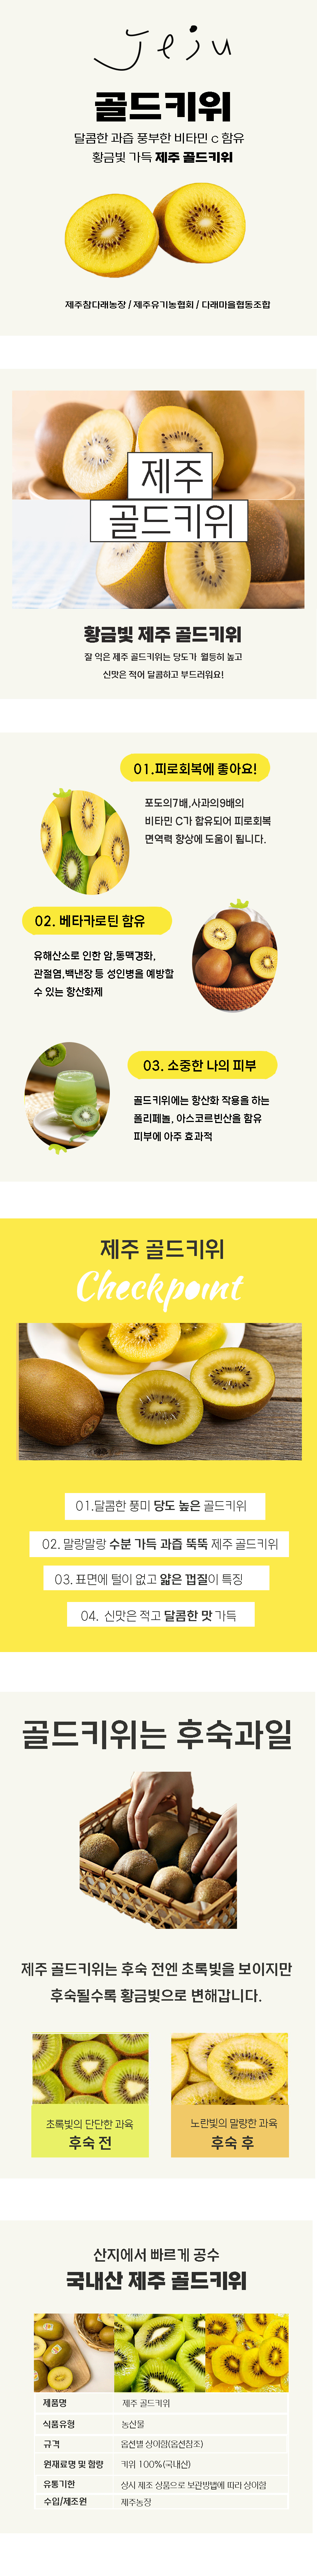 Jeju
골드키위
달콤한 과즙 풍부한 비타민 c 함유
황금빛 가득 제주 골드키위
제주참다래농장 / 제주유기농협회 / 다래마을협동조합
제주
골드키위
황금빛 제주 골드키위
잘 익은 제주 골드키위는 당도가 월등히 높고
신맛은 적어 달콤하고 부드러워요!
01.피로회복에 좋아요!
포도의7배,사과의9배의
비타민 C가 함유되어 피로회복
면역력 향상에 도움이 됩니다.
02. 베타카로틴 함유
유해산소로 인한 암,동맥경화,
관절염,백내장 등 성인병을 예방할
수 있는 항산화제
03. 소중한 나의 피부
골드키위에는 항산화 작용을 하는
폴리페놀, 아스코르빈산을 함유
피부에 아주 효과적
제주 골드키위
Checkpoint
01.달콤한 풍미 당도 높은 골드키위
02. 말랑말랑 수분 가득 과즙 뚝뚝 제주 골드키위
03. 표면에 털이 없고 얇은 껍질이 특징
04. 신맛은 적고 달콤한 맛 가득
골드키위는 후숙과일
제주 골드키위는 후숙 전엔 초록빛을 보이지만
후숙될수록 황금빛으로 변해갑니다.
초록빛의 단단한 과육
후숙 전
노란빛의 말랑한 과육
후숙 후
산지에서 빠르게 공수
국내산 제주 골드키위
제품명 제주 골드키위
식품유형 농산물
규격 옵션별 상이함(옵션참조)
원재료명 및 함량 키위 100%(국내산)
유통기한 상시 제조 상품으로 보관방법에 따라 상이함
수입/제조원 제주농장